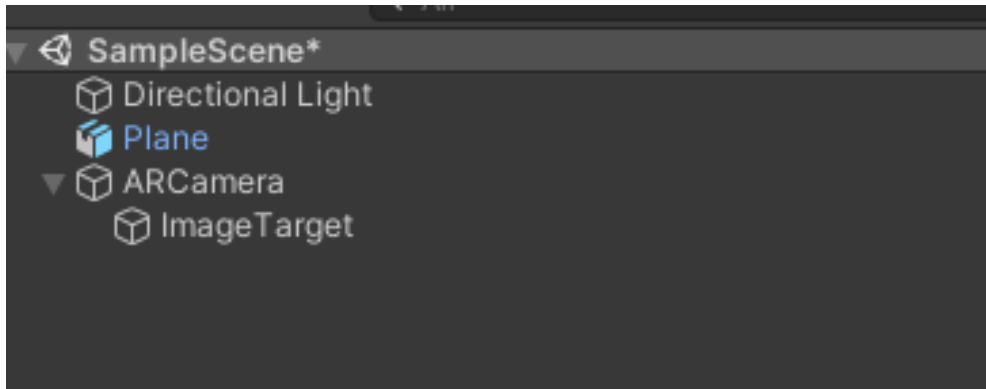 SampleScene*
Directional Light
Plane
ARCamera
ImageTarget